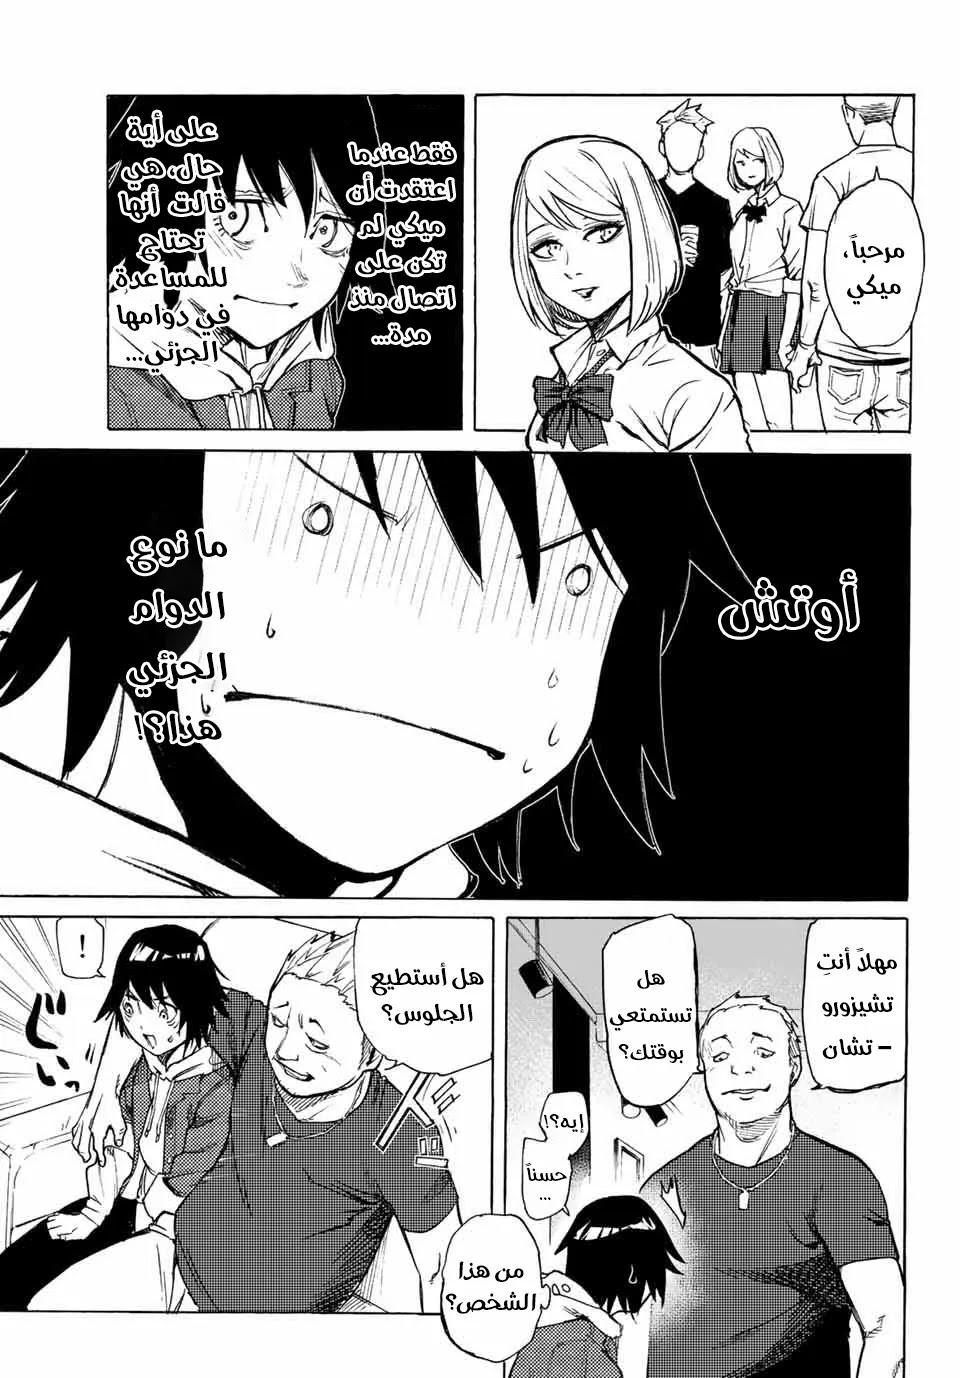 مرحباً،
ميكي
فقط عندما
اعتقدت أن
ميكي لم
تكن على
اتصال منذ
مدة...
على أية
حال، هي
قالت أنها
تحتاج
للمساعدة
في دوامها
الجزئي...
أوتش
ما نوع
الدوام
الجزئي
هذا؟!
مهلاً أنتِ
تشيزورو
– تشان
هل
تستمتعي
بوقتك؟
إيه؟!
حسناً
...
هل أستطيع
الجلوس؟
!
من هذا
الشخص؟